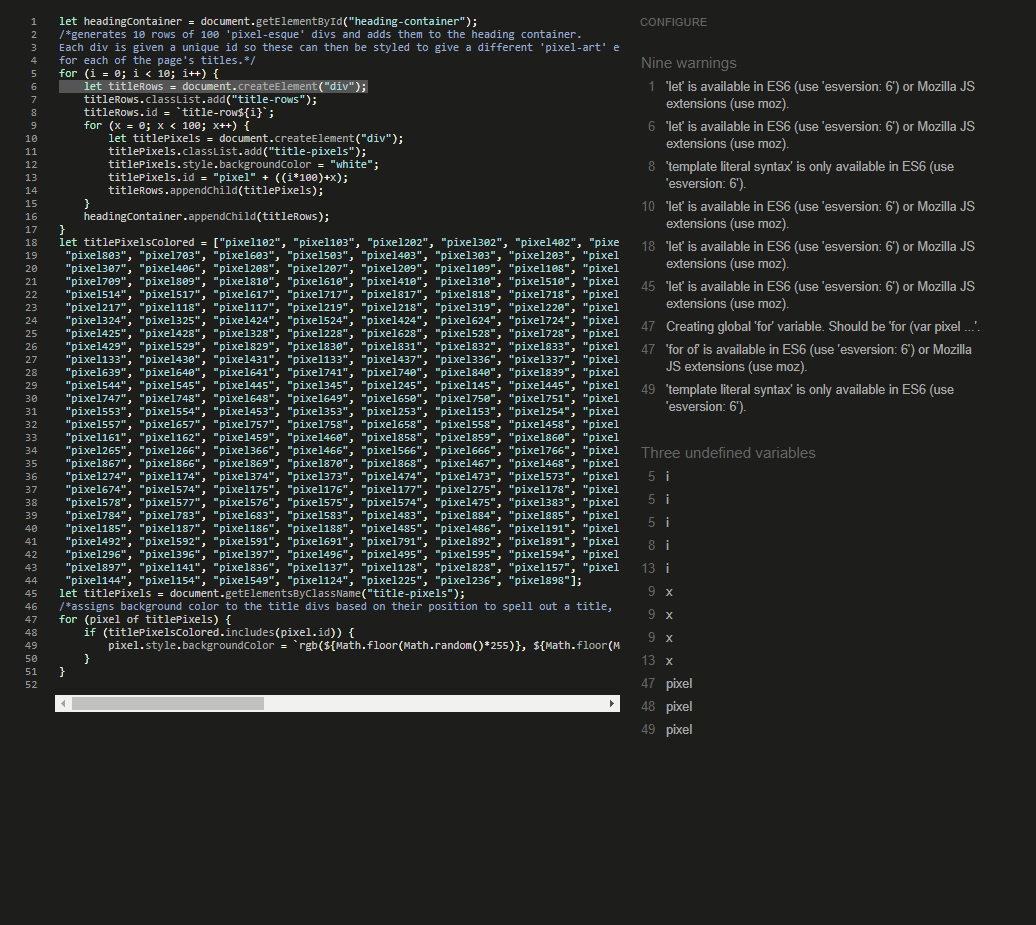 1 let headingContainer = document.getElementById("heading-container");
2 /*generates 10 rows of 100 'pixel-esque' divs and adds them to the heading container.
3 Each div is given a unique id so these can then be styled to give a different 'pixel-art' e
4 for each of the page's titles.*/
5 for (i = 0; i < 10; i++) {
6 let titleRows = document.createElement("div");
7 titleRows.classList.add("title-rows");
8 titleRows.id = `title-row${i}`;
9 for (x = 0; x < 100; x++) {
10 let titlePixels = document.createElement("div");
11 titlePixels.classList.add("title-pixels");
12 titlePixels.style.backgroundColor = "white";
13 titlePixels.id = "pixel" + ((i*100)+x);
14 titleRows.appendChild(titlePixels);
15 }
16 headingContainer.appendChild(titleRows);
17 }
18 let titlePixelsColored = ["pixel102", "pixel103", "pixel202", "pixel302", "pixel402", "pixe
19 "pixel803", "pixel703", "pixel603", "pixel503", "pixel403", "pixel303", "pixel203", "pixel
20 "pixel307", "pixel406", "pixel208", "pixel207", "pixel209", "pixel109", "pixel108", "pixel
21 "pixel709", "pixel809", "pixel810", "pixel610", "pixel410", "pixel310", "pixel510", "pixel
22 "pixel514", "pixel517", "pixel617", "pixel717", "pixel817", "pixel818", "pixel718", "pixel
23 "pixel217", "pixel118", "pixel117", "pixel219", "pixel218", "pixel319", "pixel220", "pixel
24 "pixel324", "pixel325", "pixel424", "pixel524", "pixel424", "pixel624", "pixel724", "pixel
25 "pixel425", "pixel428", "pixel328", "pixel528", "pixel628", "pixel528", "pixel728", "pixel
26 "pixel429", "pixel529", "pixel829", "pixel830", "pixel831", "pixel832", "pixel833", "pixel
27 "pixel133", "pixel430", "pixel431", "pixel133", "pixel437", "pixel336", "pixel337", "pixel
28 "pixel639", "pixel640", "pixel641", "pixel741", "pixel740", "pixel840", "pixel839", "pixel
29 "pixel544", "pixel545", "pixel445", "pixel345", "pixel245", "pixel145", "pixel445", "pixel
30 "pixel747", "pixel748", "pixel648", "pixel649", "pixel650", "pixel750", "pixel751", "pixel
31 "pixel553", "pixel554", "pixel453", "pixel353", "pixel253", "pixel153", "pixel254", "pixel
32 "pixel557", "pixel657", "pixel757", "pixel758", "pixel658", "pixel558", "pixel458", "pixel
33 "pixel161", "pixel162", "pixel459", "pixel460", "pixel858", "pixel859", "pixel860", "pixel
34 "pixel265", "pixel266", "pixel366", "pixel466", "pixel566", "pixel666", "pixel766", "pixel
35 "pixel867", "pixel866", "pixel869", "pixel870", "pixel868", "pixel467", "pixel468", "pixel
36 "pixel274", "pixel174", "pixel374", "pixel373", "pixel474", "pixel473", "pixel573", "pixel
37 "pixel674", "pixel574", "pixel175", "pixel176", "pixel177", "pixel275", "pixel178", "pixel
38 "pixel578", "pixel577", "pixel576", "pixel575", "pixel574", "pixel475", "pixel383", "pixel
39 "pixel784", "pixel783", "pixel683", "pixel583", "pixel483", "pixel884", "pixel885", "pixel
40 "pixel185", "pixel187", "pixel186", "pixel188", "pixel485", "pixel486", "pixel191", "pixel
41 "pixel492", "pixel592", "pixel591", "pixel691", "pixel791", "pixel892", "pixel891", "pixel
42 "pixel296", "pixel396", "pixel397", "pixel496", "pixel495", "pixel595", "pixel594", "pixel
43 "pixel897", "pixel141", "pixel836", "pixel137", "pixel128", "pixel828", "pixel157", "pixel
44 "pixel144", "pixel154", "pixel549", "pixel124", "pixel225", "pixel236", "pixel898"];
45 let titlePixels = document.getElementsByClassName("title-pixels");
46 /*assigns background color to the title divs based on their position to spell out a title,
47 for (pixel of titlePixels) {
48 if (titlePixelsColored.includes(pixel.id)) {
49 pixel.style.backgroundColor = `rgb(${Math.floor(Math.random()*255)}, ${Math.floor(M
50 }
51 }
52
CONFIGURE
Nine warnings
1 'let' is available in ES6 (use 'esversion: 6') or Mozilla JS
extensions (use moz).
6 'let' is available in ES6 (use 'esversion: 6') or Mozilla JS
extensions (use moz).
8 'template literal syntax' is only available in ES6 (use
'esversion: 6').
10 'let' is available in ES6 (use 'esversion: 6') or Mozilla JS
extensions (use moz).
18 'let' is available in ES6 (use 'esversion: 6') or Mozilla JS
extensions (use moz).
45 'let' is available in ES6 (use 'esversion: 6') or Mozilla JS
extensions (use moz).
47 Creating global 'for' variable. Should be 'for (var pixel ...'.
47 'for of' is available in ES6 (use 'esversion: 6') or Mozilla
JS extensions (use moz).
49 'template literal syntax' is only available in ES6 (use
'esversion: 6').
Three undefined variables
5 i
5 i
5 i
8 i
13 i
9 x
9 x
9 x
13 x
47 pixel
48 pixel
49 pixel